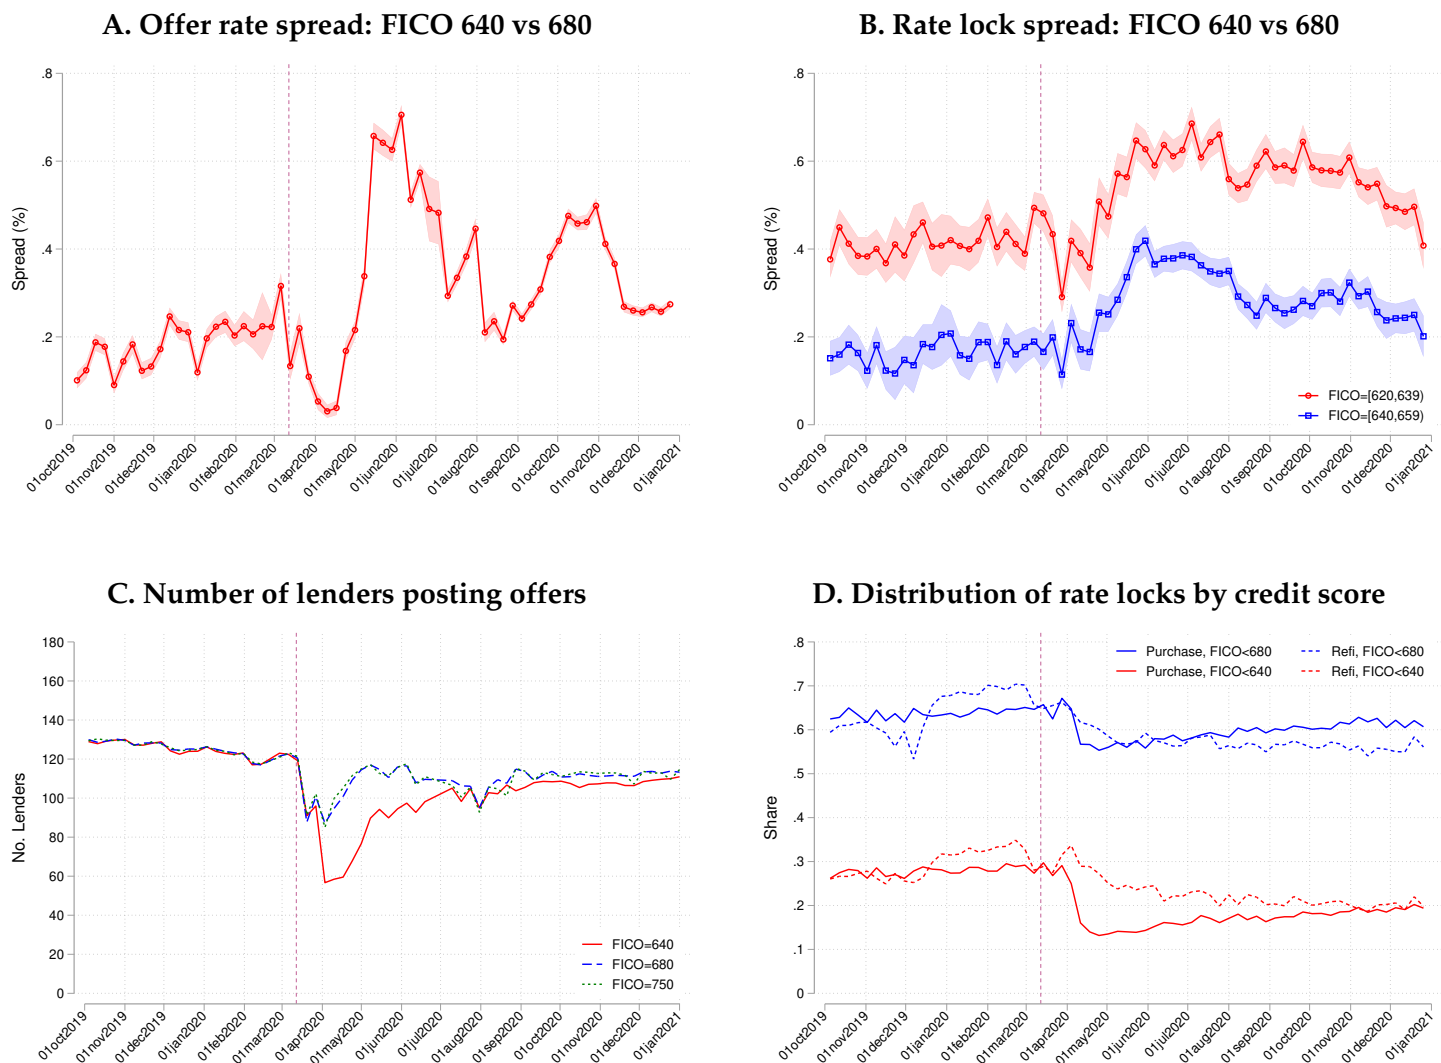 A. Offer rate spread: FICO 640 vs 680
.8
.6
.4
.2
0
Spread (%)
01oct2019
01nov2019
01dec2019
01jan2020
01feb2020
01mar2020
01apr2020
01may2020
01jun2020
01jul2020
01aug2020
01sep2020
01oct2020
01nov2020
01dec2020
01jan2021
B. Rate lock spread: FICO 640 vs 680
.8
.6
.4
.2
0
Spread (%)
FICO=[620,639)
FICO=[640,659)
01oct2019
01nov2019
01dec2019
01jan2020
01feb2020
01mar2020
01apr2020
01may2020
01jun2020
01jul2020
01aug2020
01sep2020
01oct2020
01nov2020
01dec2020
01jan2021
C. Number of lenders posting offers
180
160
140
120
100
80
60
40
20
0
No. Lenders
FICO=640
FICO=680
FICO=750
01oct2019
01nov2019
01dec2019
01jan2020
01feb2020
01mar2020
01apr2020
01may2020
01jun2020
01jul2020
01aug2020
01sep2020
01oct2020
01nov2020
01dec2020
01jan2021
D. Distribution of rate locks by credit score
.8
.7
.6
.5
.4
.3
.2
.1
0
Share
Purchase, FICO<680
Refi, FICO<680
Purchase, FICO<640
Refi, FICO<640
01oct2019
01nov2019
01dec2019
01jan2020
01feb2020
01mar2020
01apr2020
01may2020
01jun2020
01jul2020
01aug2020
01sep2020
01oct2020
01nov2020
01dec2020
01jan2021